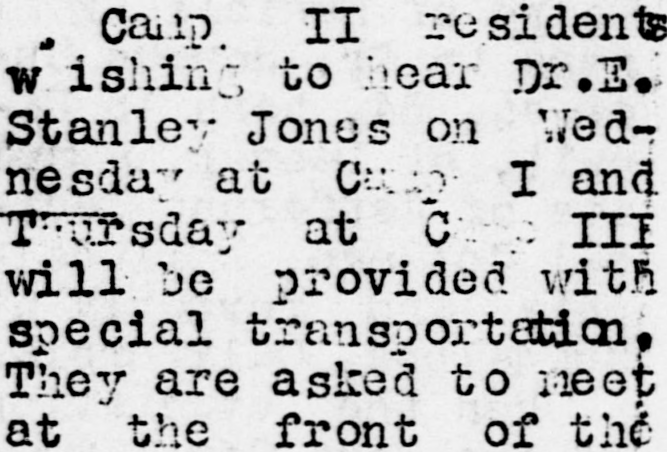 Camp II residents
wishing to hear Dr.E.
Stanley Jones on Wed-
nesday at Camp I and
Thursday at Camp III
will be provided with
special transportation.
They are asked to meet
at the front of the